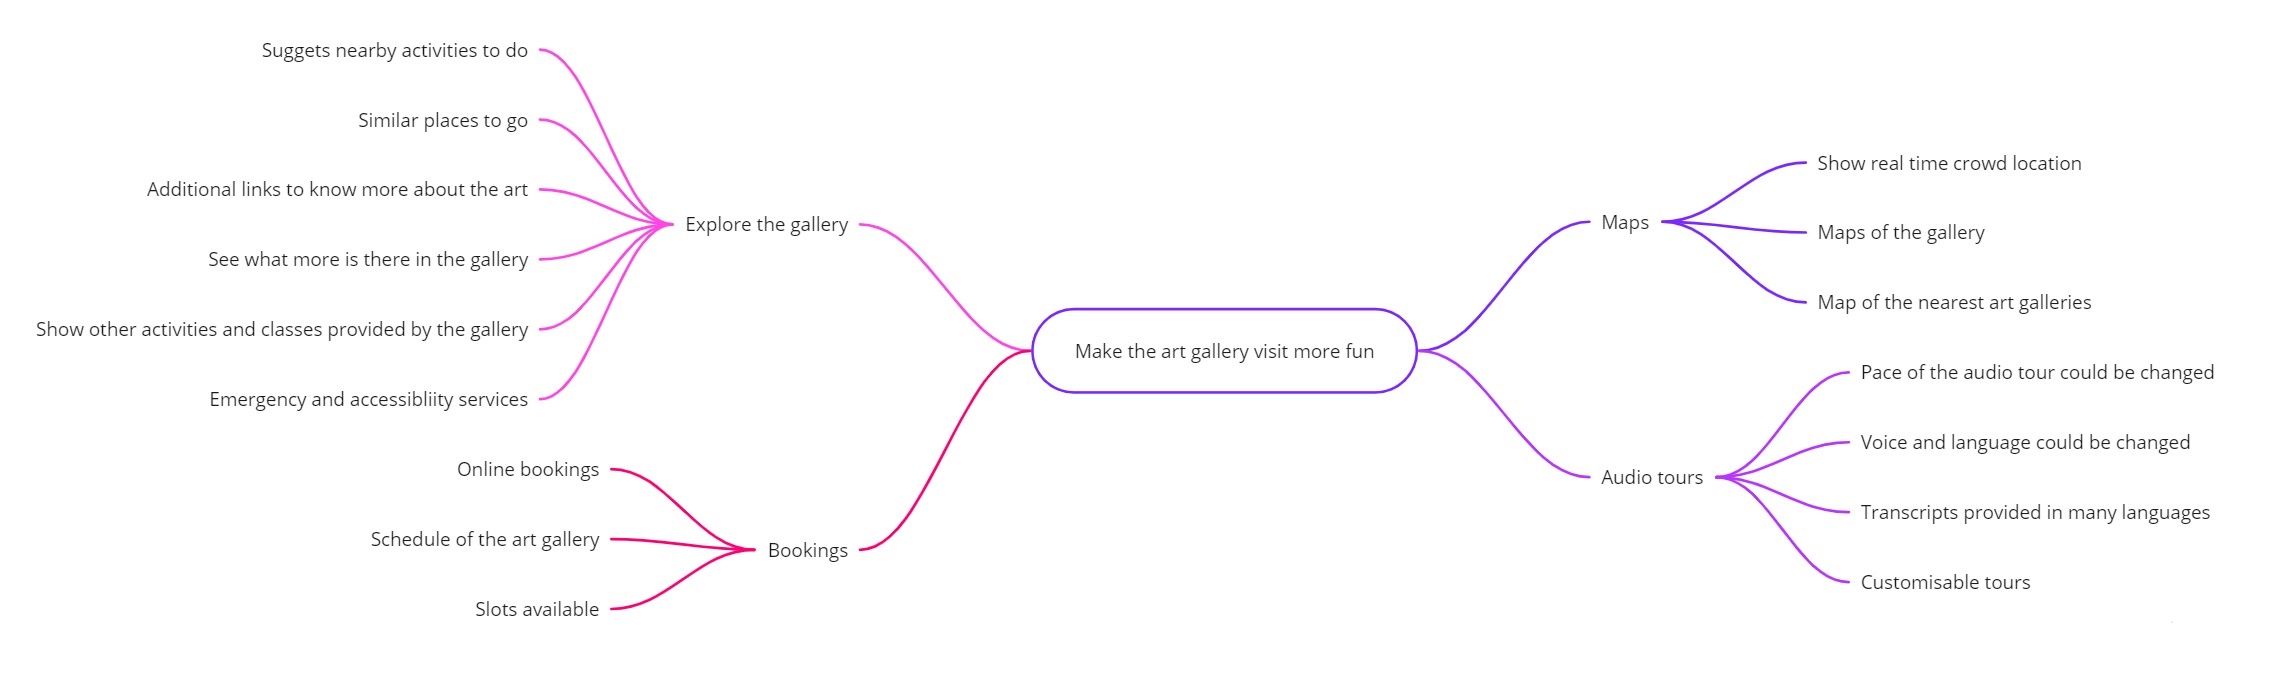 Suggets nearby activities to do
Similar places to go
Additional links to know more about the art
See what more is there in the gallery
Show other activities and classes provided by the gallery
Emergency and accessibliity services
Explore the gallery
Online bookings
Schedule of the art gallery
Slots available
Bookings
Make the art gallery visit more fun
Maps
Show real time crowd location
Maps of the gallery
Map of the nearest art galleries
Audio tours
Pace of the audio tour could be changed
Voice and language could be changed
Transcripts provided in many languages
Customisable tours